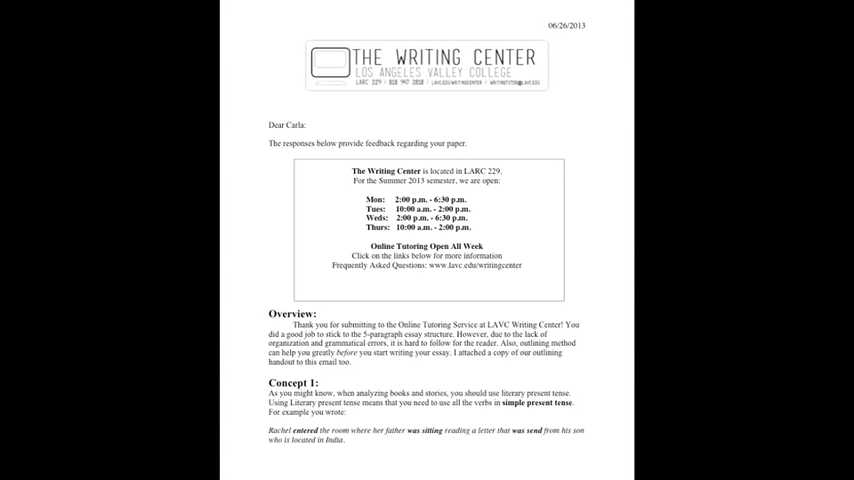 06/26/2013
THE WRITING CENTER
LOS ANGELES VALLEY COLLEGE
LARC 229 / 818 947 2810 / LAVC.EDU/WRITINGCENTER / WRITINGTUTOR@LAVC.EDU
Dear Carla:
The responses below provide feedback regarding your paper.
The Writing Center is located in LARC 229.
For the Summer 2013 semester, we are open:
Mon: 2:00 p.m. - 6:30 p.m.
Tues: 10:00 a.m. - 2:00 p.m.
Weds: 2:00 p.m. - 6:30 p.m.
Thurs: 10:00 a.m. - 2:00 p.m.
Online Tutoring Open All Week
Click on the links below for more information
Frequently Asked Questions: www.lavc.edu/writingcenter
Overview:
Thank you for submitting to the Online Tutoring Service at LAVC Writing Center! You
did a good job to stick to the 5-paragraph essay structure. However, due to the lack of
organization and grammatical errors, it is hard to follow for the reader. Also, outlining method
can help you greatly before you start writing your essay. I attached a copy of our outlining
handout to this email too.
Concept 1:
As you might know, when analyzing books and stories, you should use literary present tense.
Using Literary present tense means that you need to use all the verbs in simple present tense.
For example you wrote:
Rachel entered the room where her father was sitting reading a letter that was send from his son
who is located in India.